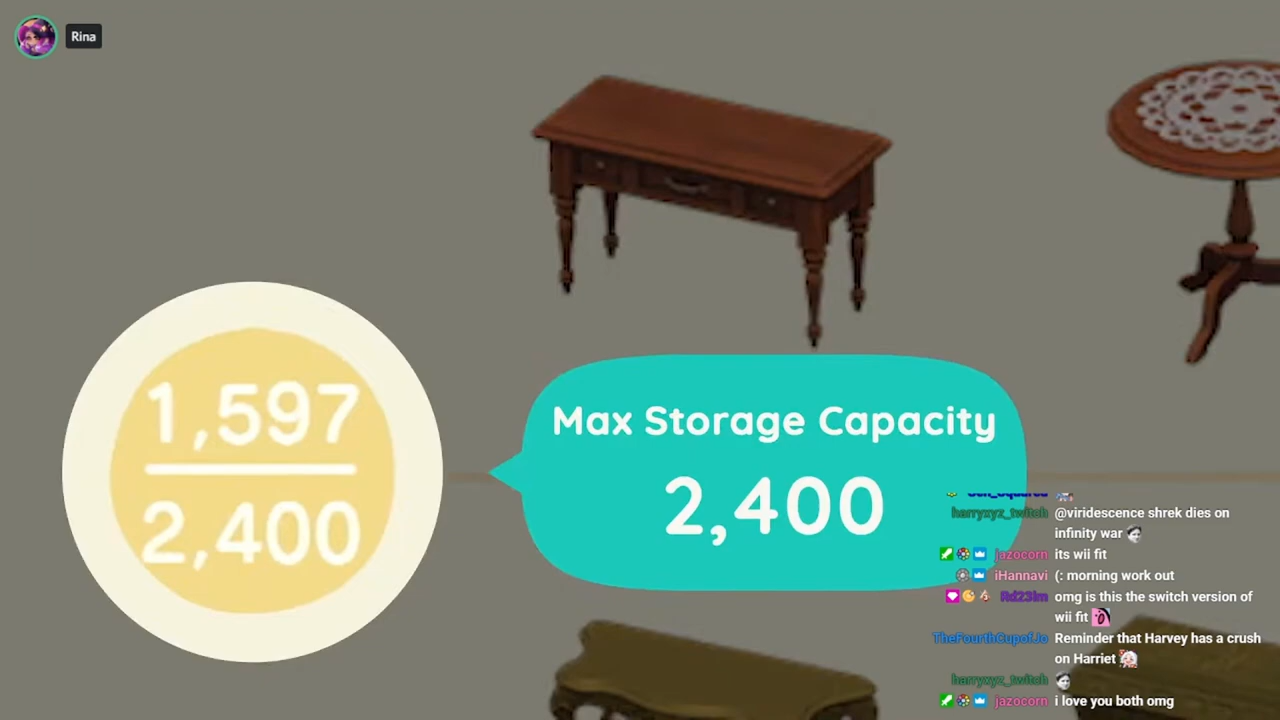 Rina
1,597
2,400
Max Storage Capacity
2,400
harryxyz_twitch @viridescence shrek dies on
infinity war
jazocorn its wii fit
iHannavi (: morning work out
Rd23lm omg is this the switch version of
wii fit
TheFourthCupofJo Reminder that Harvey has a crush
on Harriet
harryxyz_twitch
jazocorn i love you both omg